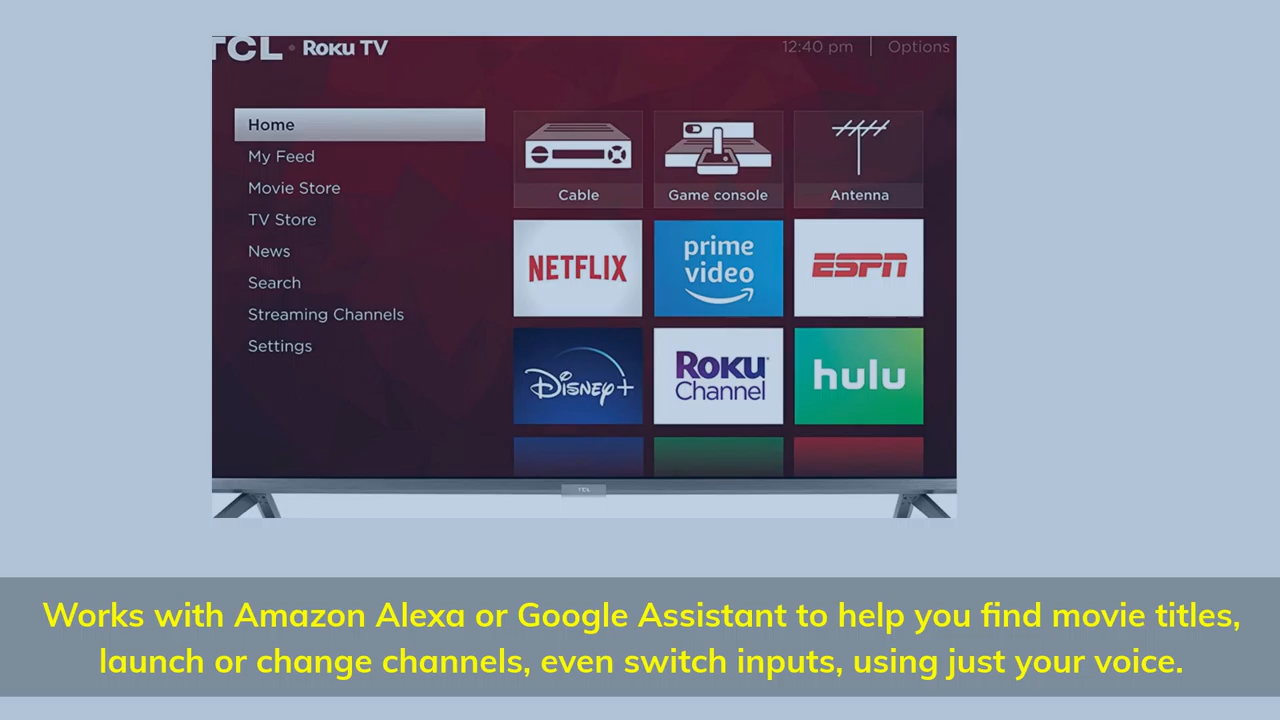 TCL • Roku TV
12:40 pm | Options
Home
My Feed
Movie Store
TV Store
News
Search
Streaming Channels
Settings
Cable
Game console
Antenna
NETFLIX
prime
video
ESPN
Disney+
Roku
Channel
hulu
TCL
Works with Amazon Alexa or Google Assistant to help you find movie titles,
launch or change channels, even switch inputs, using just your voice.